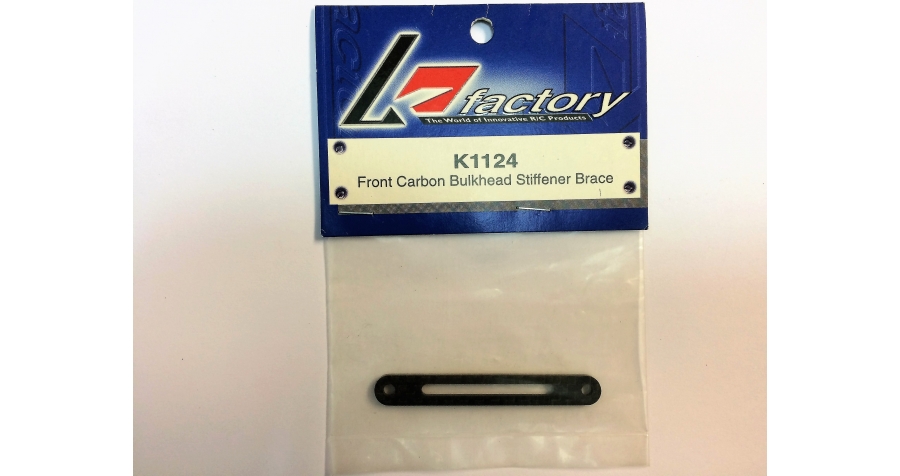 K factory
The World of Innovative R/C Products
K1124
Front Carbon Bulkhead Stiffener Brace